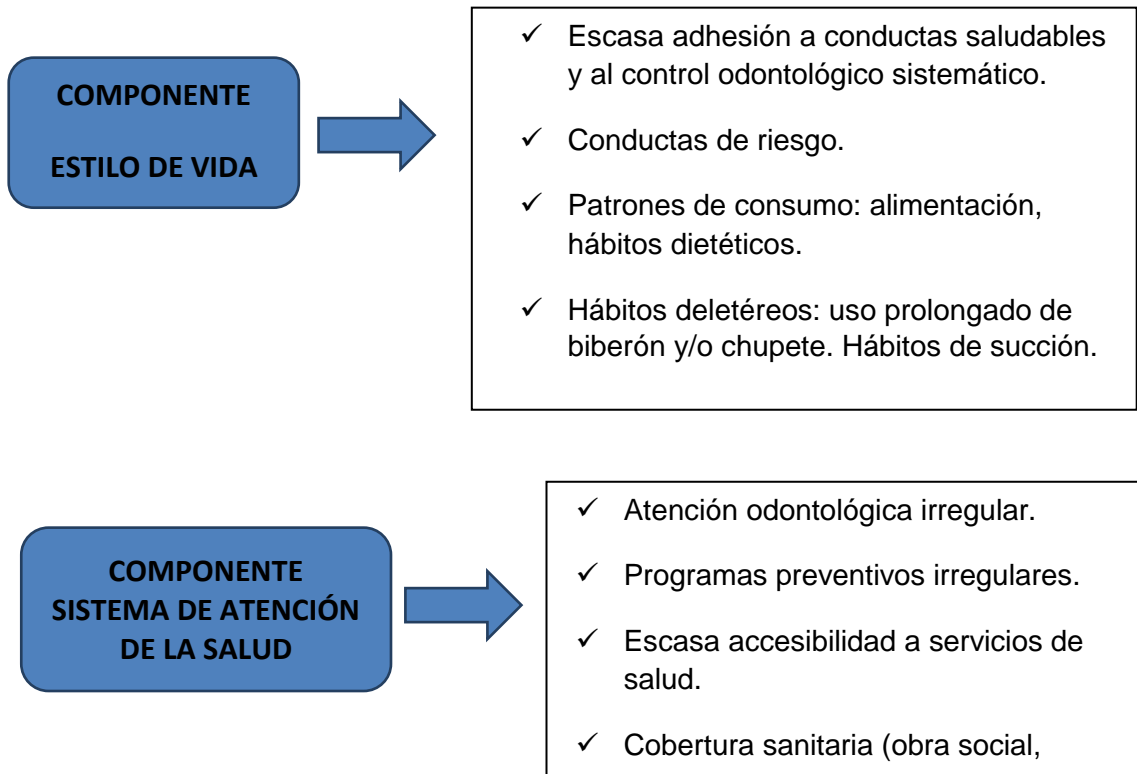 COMPONENTE
ESTILO DE VIDA
✓ Escasa adhesión a conductas saludables
y al control odontológico sistemático.
✓ Conductas de riesgo.
✓ Patrones de consumo: alimentación,
hábitos dietéticos.
✓ Hábitos deletéreos: uso prolongado de
biberón y/o chupete. Hábitos de succión.
COMPONENTE
SISTEMA DE ATENCIÓN
DE LA SALUD
✓ Atención odontológica irregular.
✓ Programas preventivos irregulares.
✓ Escasa accesibilidad a servicios de
salud.
✓ Cobertura sanitaria (obra social,